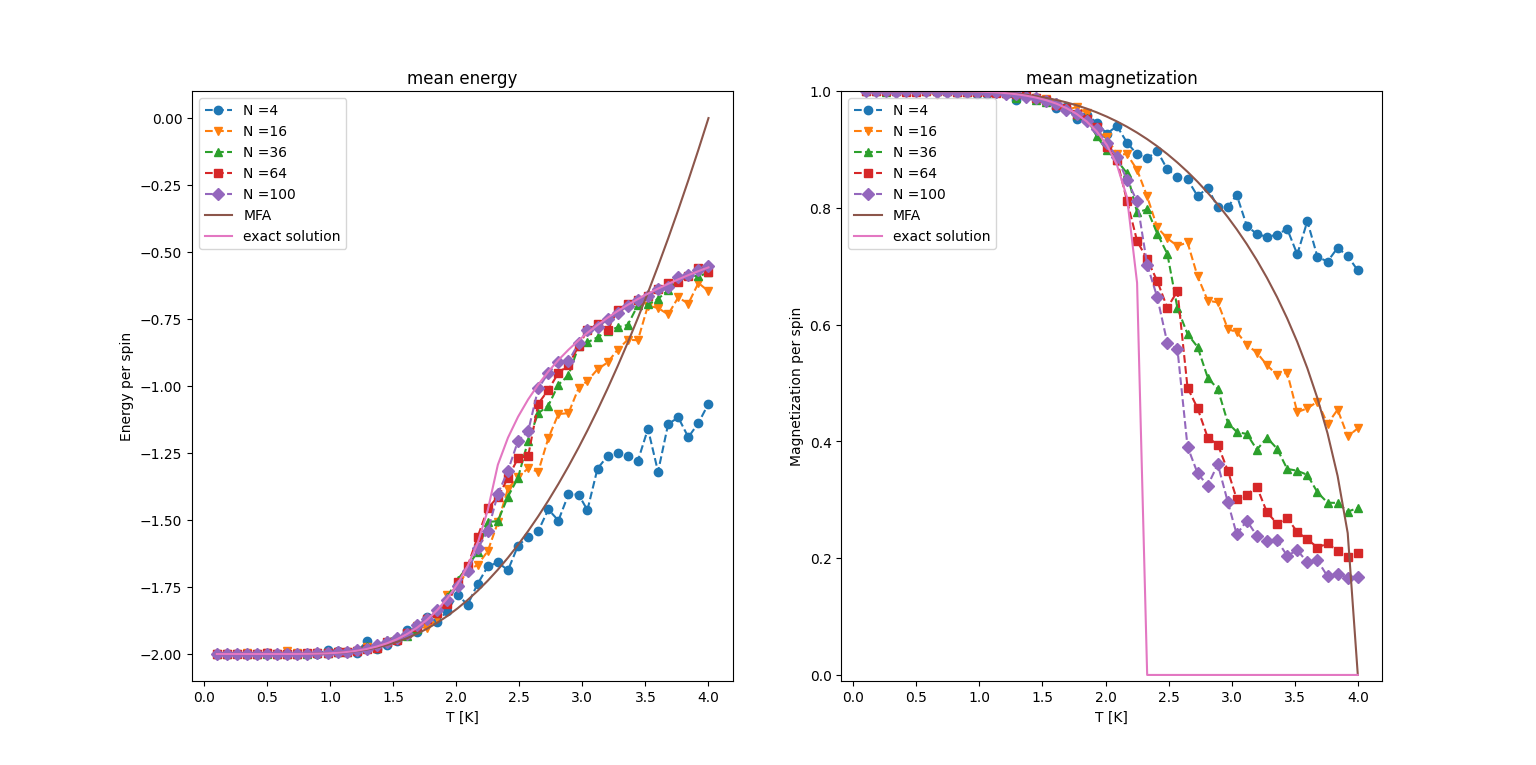 mean energy
N =4
N =16
N =36
N =64
N =100
MFA
exact solution
0.00
−0.25
−0.50
−0.75
−1.00
−1.25
−1.50
−1.75
−2.00
Energy per spin
0.0 0.5 1.0 1.5 2.0 2.5 3.0 3.5 4.0
T [K]
mean magnetization
N =4
N =16
N =36
N =64
N =100
MFA
exact solution
1.0
0.8
0.6
0.4
0.2
0.0
Magnetization per spin
0.0 0.5 1.0 1.5 2.0 2.5 3.0 3.5 4.0
T [K]